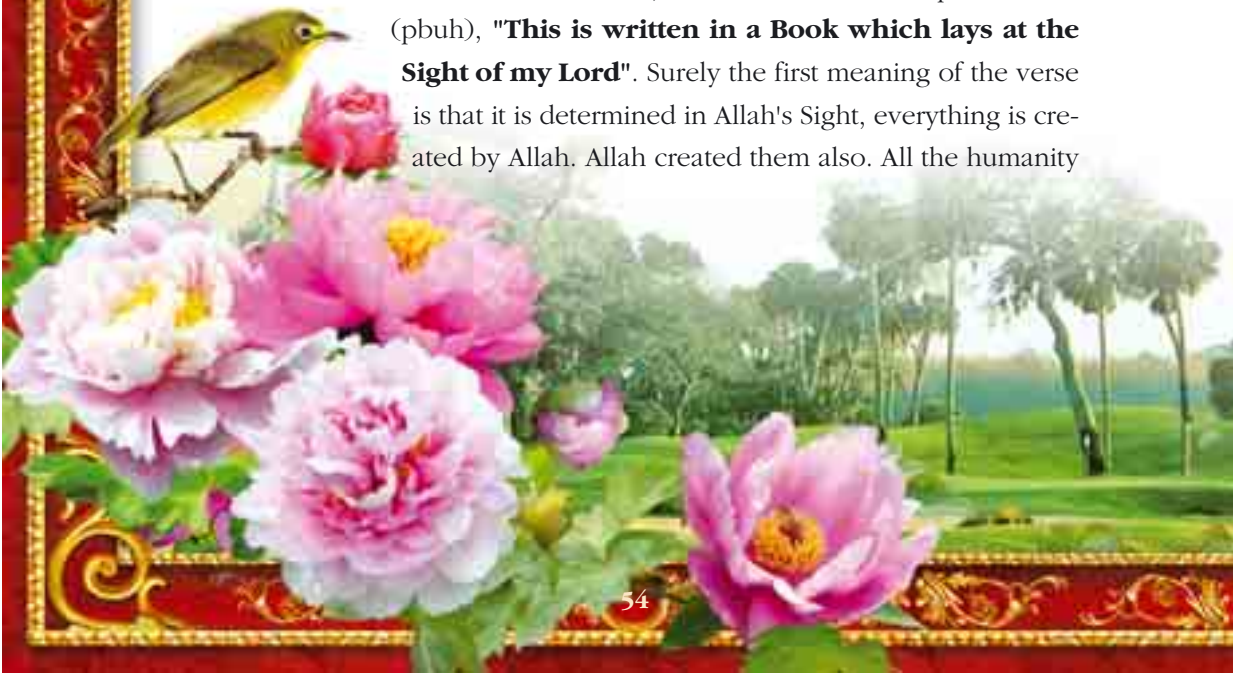 (pbuh), "This is written in a Book which lays at the
Sight of my Lord". Surely the first meaning of the verse
is that it is determined in Allah's Sight, everything is cre-
ated by Allah. Allah created them also. All the humanity
54